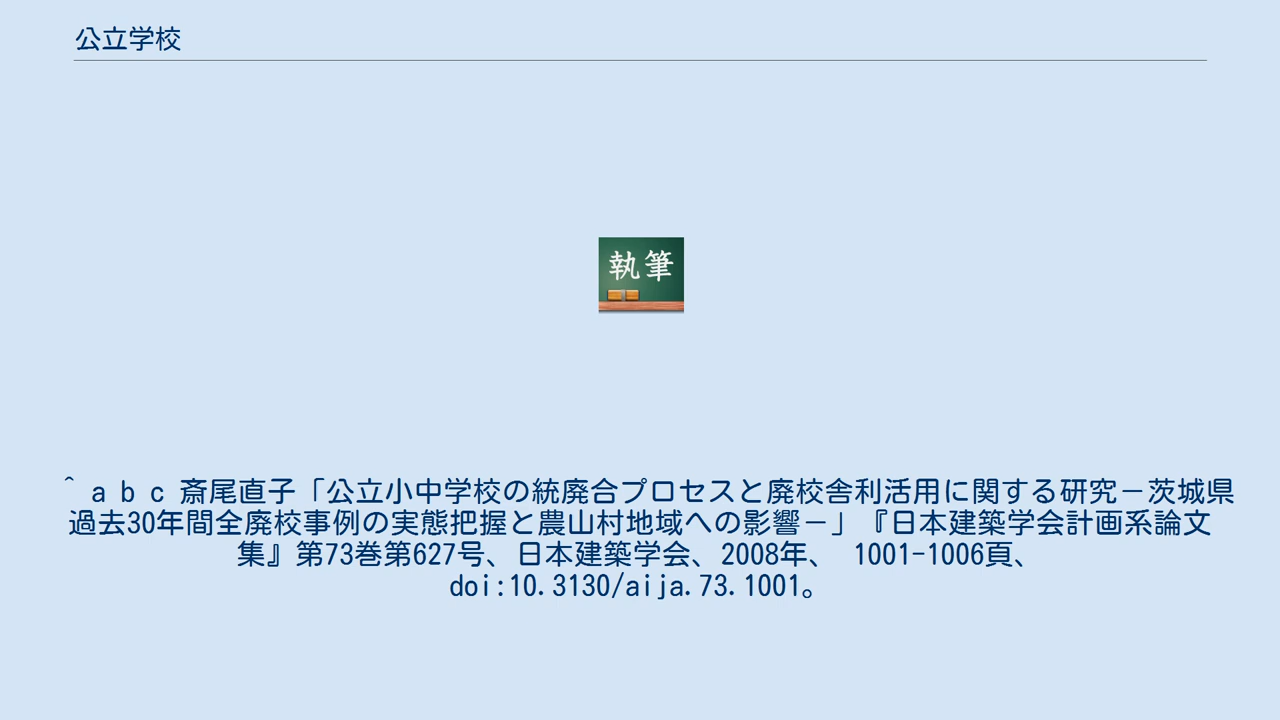 公立学校
執筆
^ a b c 斎尾直子「公立小中学校の統廃合プロセスと廃校舎利活用に関する研究－茨城県
過去30年間全廃校事例の実態把握と農山村地域への影響－」『日本建築学会計画系論文
集』第73巻第627号、日本建築学会、2008年、 1001-1006頁、
doi:10.3130/aija.73.1001。